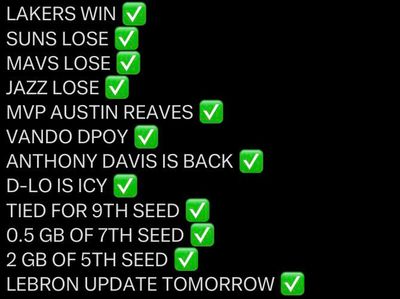 LAKERS WIN ✅
SUNS LOSE ✅
MAVS LOSE ✅
JAZZ LOSE ✅
MVP AUSTIN REAVES ✅
VANDO DPOY ✅
ANTHONY DAVIS IS BACK ✅
D-LO IS ICY ✅
TIED FOR 9TH SEED ✅
0.5 GB OF 7TH SEED ✅
2 GB OF 5TH SEED ✅
LEBRON UPDATE TOMORROW ✅